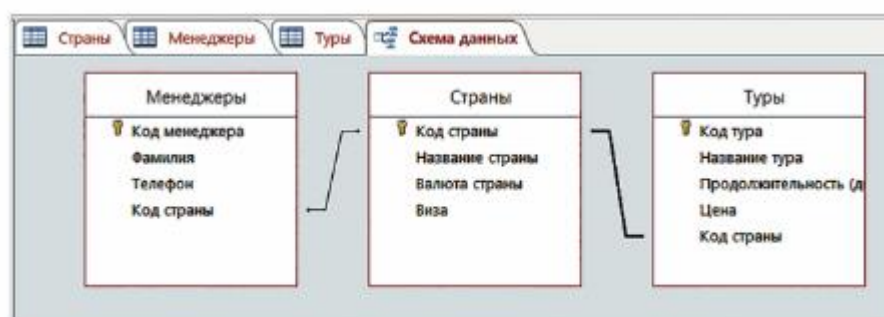 Страны Менеджеры Туры Схема данных
Менеджеры
Код менеджера
Фамилия
Телефон
Код страны
Страны
Код страны
Название страны
Валюта страны
Виза
Туры
Код тура
Название тура
Продолжительность (д
Цена
Код страны